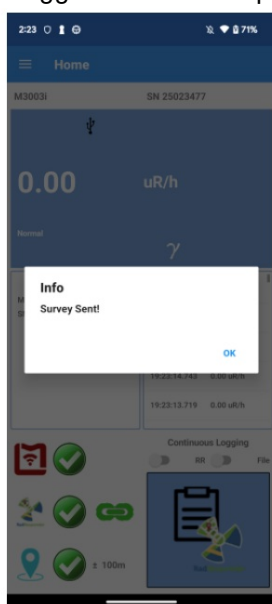 2:23 71%
Home
M3003i SN 25023477
0.00 uR/h
Normal
γ
Info
Survey Sent!
OK
19:23:14.743 0.00 uR/h
19:23:13.719 0.00 uR/h
Continuous Logging
RR File
± 100m